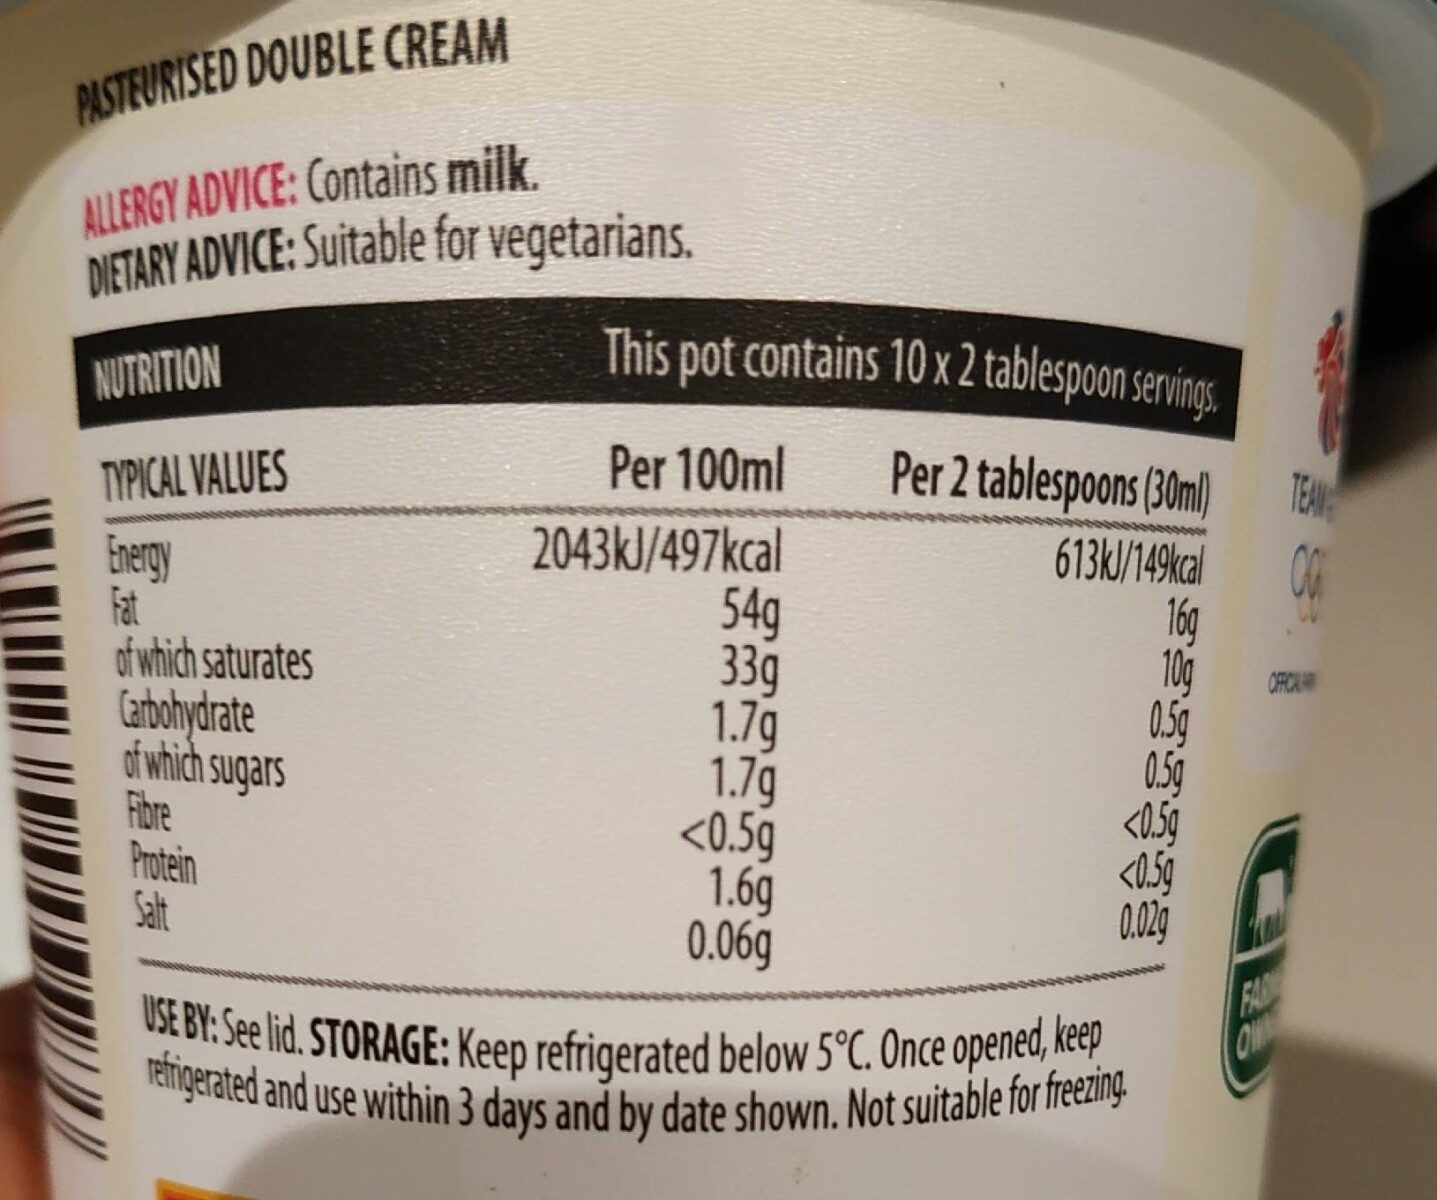 PASTEURISED DOUBLE CREAM
ALLERGY ADVICE: Contains milk.
DIETARY ADVICE: Suitable for vegetarians.
NUTRITION This pot contains 10 x 2 tablespoon servings.
TYPICAL VALUES Per 100ml Per 2 tablespoons (30ml)
Energy 2043kJ/497kcal 613kJ/149kcal
Fat 54g 16g
of which saturates 33g 10g
Carbohydrate 1.7g 0.5g
of which sugars 1.7g 0.5g
Fibre <0.5g <0.5g
Protein 1.6g <0.5g
Salt 0.06g 0.02g
USE BY: See lid. STORAGE: Keep refrigerated below 5°C. Once opened, keep
refrigerated and use within 3 days and by date shown. Not suitable for freezing.
TEAM